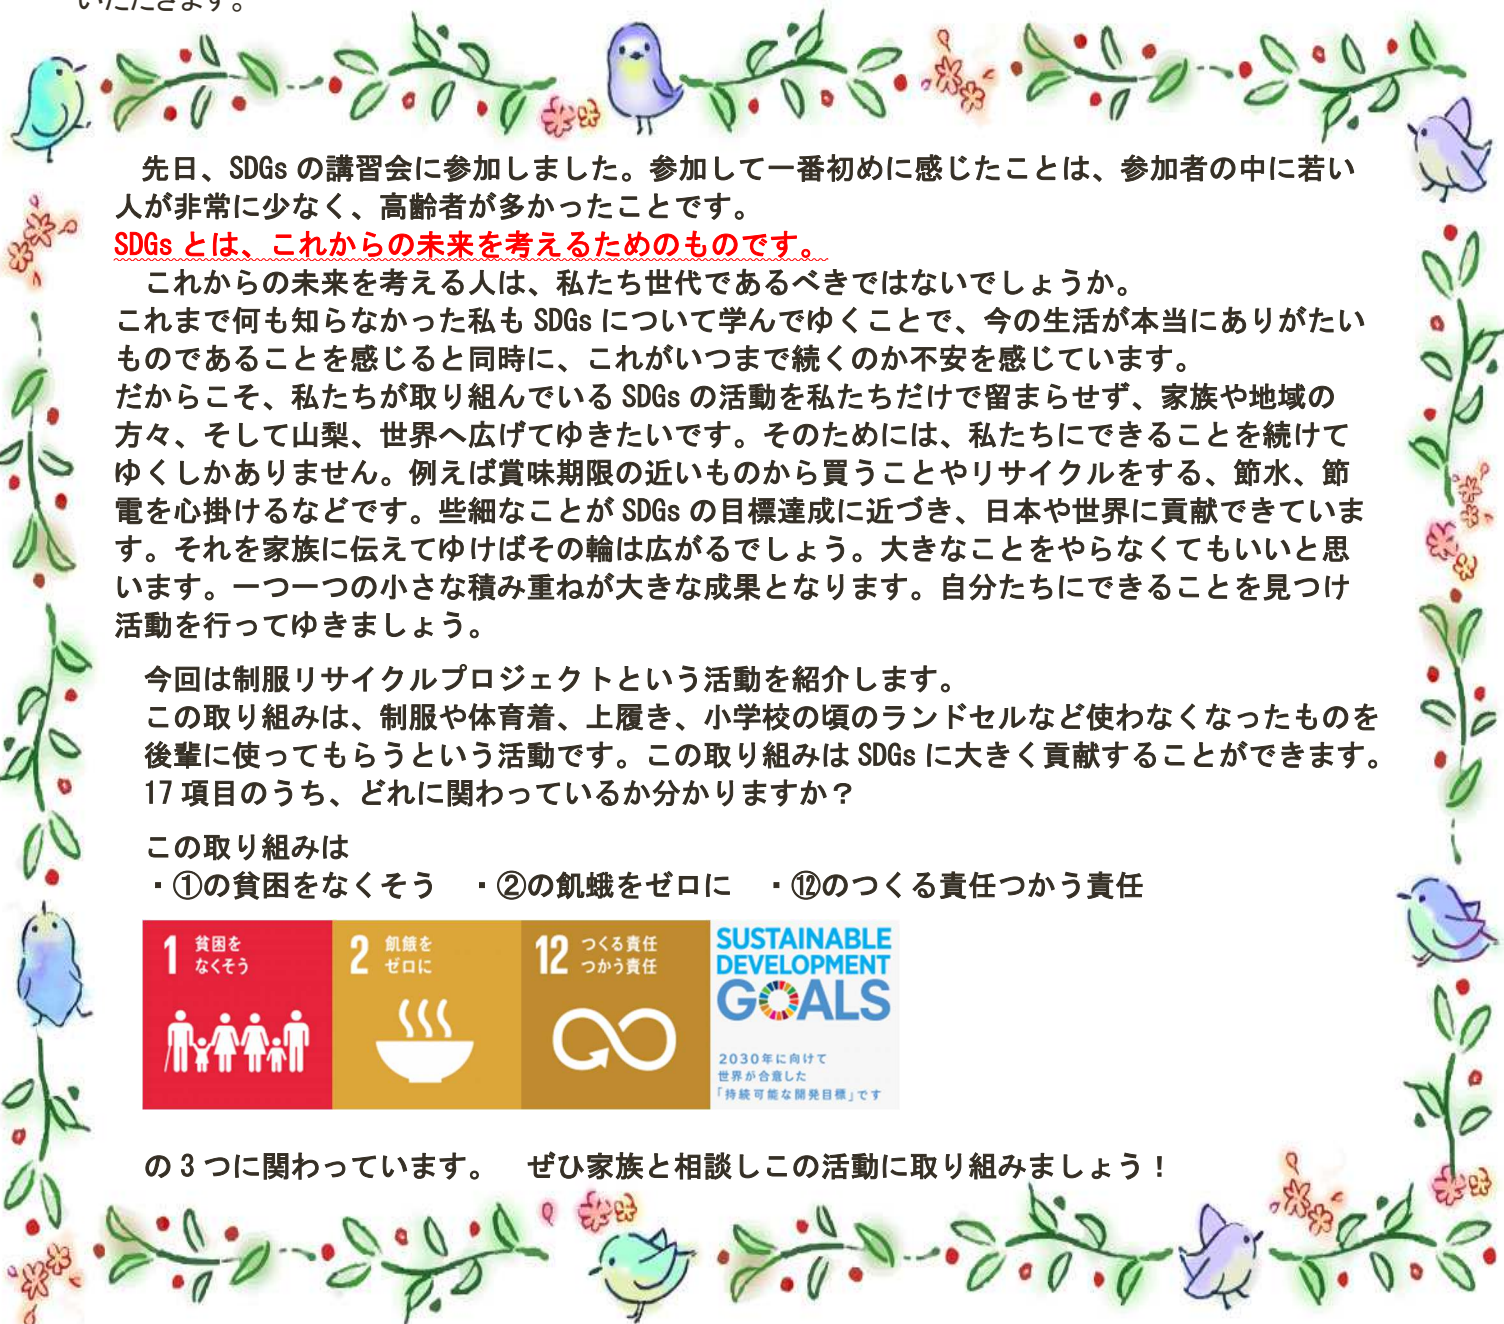 いただきます。
先日、SDGsの講習会に参加しました。参加して一番初めに感じたことは、参加者の中に若い
人が非常に少なく、高齢者が多かったことです。
SDGsとは、これからの未来を考えるためのものです。
これからの未来を考える人は、私たち世代であるべきではないでしょうか。
これまで何も知らなかった私もSDGsについて学んでゆくことで、今の生活が本当にありがたい
ものであることを感じると同時に、これがいつまで続くのか不安を感じています。
だからこそ、私たちが取り組んでいるSDGsの活動を私たちだけで留まらせず、家族や地域の
方々、そして山梨、世界へ広げてゆきたいです。そのためには、私たちにできることを続けて
ゆくしかありません。例えば賞味期限の近いものから買うことやリサイクルをする、節水、節
電を心掛けるなどです。些細なことがSDGsの目標達成に近づき、日本や世界に貢献できていま
す。それを家族に伝えてゆけばその輪は広がるでしょう。大きなことをやらなくてもいいと思
います。一つ一つの小さな積み重ねが大きな成果となります。自分たちにできることを見つけ
活動を行ってゆきましょう。
今回は制服リサイクルプロジェクトという活動を紹介します。
この取り組みは、制服や体育着、上履き、小学校の頃のランドセルなど使わなくなったものを
後輩に使ってもらうという活動です。この取り組みはSDGsに大きく貢献することができます。
17項目のうち、どれに関わっているか分かりますか？
この取り組みは
・①の貧困をなくそう　・②の飢蛾をゼロに　・⑫のつくる責任つかう責任
1 貧困を
なくそう
2 飢餓を
ゼロに
12 つくる責任
つかう責任
SUSTAINABLE
DEVELOPMENT
GOALS
2030年に向けて
世界が合意した
「持続可能な開発目標」です
の3つに関わっています。　ぜひ家族と相談しこの活動に取り組みましょう！